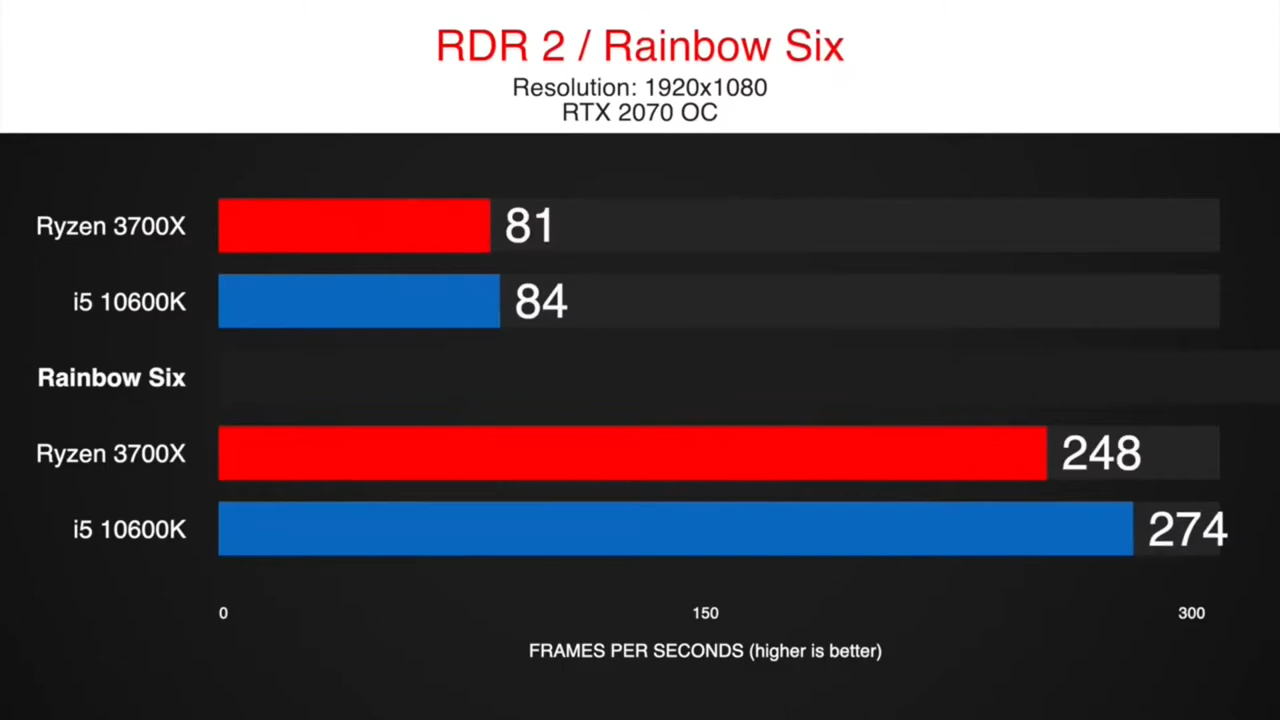 RDR 2 / Rainbow Six
Resolution: 1920x1080
RTX 2070 OC
Ryzen 3700X 81
i5 10600K 84
Rainbow Six
Ryzen 3700X 248
i5 10600K 274
0 150 300
FRAMES PER SECONDS (higher is better)